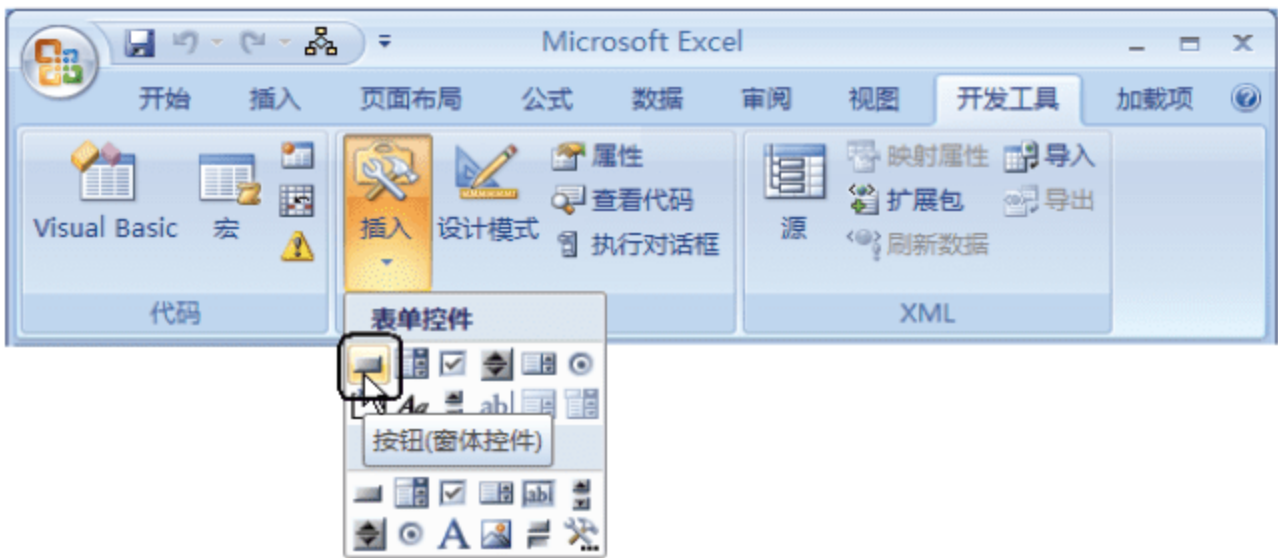 Microsoft Excel
开始 插入 页面布局 公式 数据 审阅 视图 开发工具 加载项
Visual Basic
宏
代码
插入
设计模式
属性
查看代码
执行对话框
源
映射属性
扩展包
刷新数据
导入
导出
XML
表单控件
Aa
ab|
按钮(窗体控件)
ab|
A